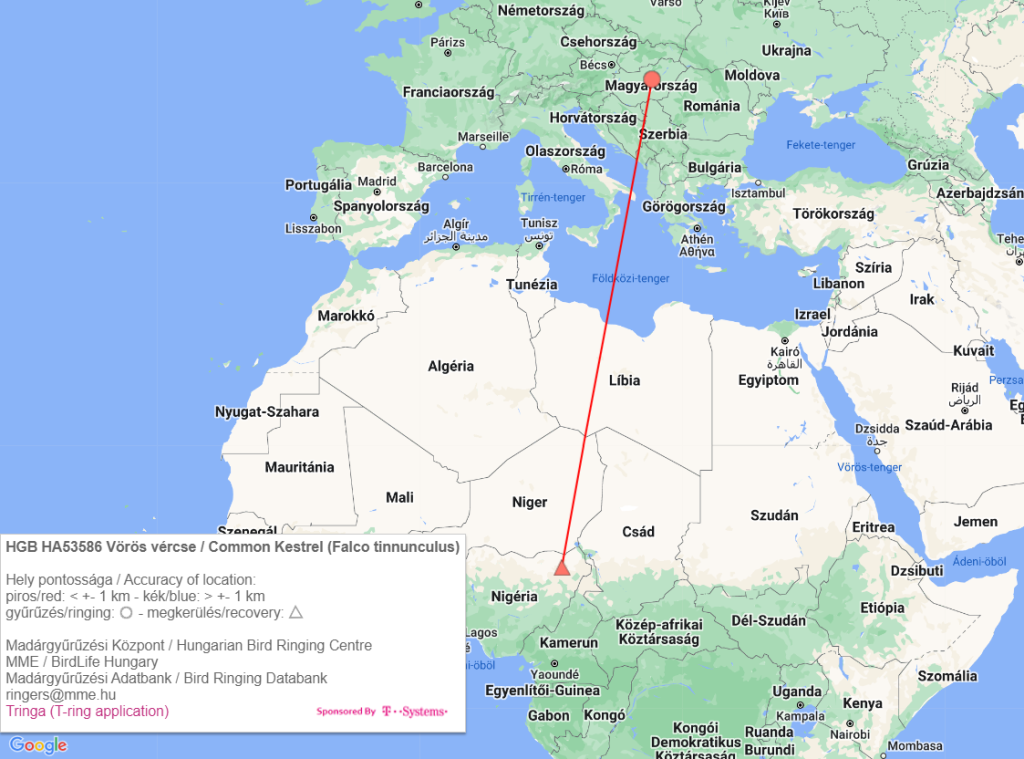 Németország
Varsó
Kijev
Київ
Párizs
Csehország
Bécs
Ukrajna
Franciaország
Magyarország
Moldova
Románia
Horvátország
Szerbia
Marseille
Olaszország
Fekete-tenger
Portugália
Madrid
Barcelona
Róma
Bulgária
Grúzia
Spanyolország
Tirrén-tenger
Isztambul
Azerbajdzsán
Lisszabon
Görögország
Törökország
Algír
مدينة الجزائر
Tunisz
تونس
Athén
Αθήνα
Szíria
Tunézia
Földközi-tenger
Libanon
Irak
Marokkó
Izrael
Jordánia
Kairó
القاهرة
Kuvait
Algéria
Líbia
Egyiptom
Rijád
الرياض
Nyugat-Szahara
Dzsidda
جدة
Szaúd-Arábia
Mauritánia
Vörös-tenger
Mali
Niger
Csád
Szudán
Eritrea
Jemen
Szenegál
HGB HA53586 Vörös vércse / Common Kestrel (Falco tinnunculus)
Hely pontossága / Accuracy of location:
piros/red: < +- 1 km - kék/blue: > +- 1 km
gyűrűzés/ringing: ○ - megkerülés/recovery: △
Madárgyűrűzési Központ / Hungarian Bird Ringing Centre
MME / BirdLife Hungary
Madárgyűrűzési Adatbank / Bird Ringing Databank
ringers@mme.hu
Tringa (T-ring application)
Sponsored By T··Systems·
Ádeni-öböl
Dzsibuti
Nigéria
Etiópia
Közép-afrikai
Köztársaság
Dél-Szudán
Lagos
Kamerun
Yaoundé
Egyenlítői-Guinea
Szomália
Uganda
Kampala
Kenya
Gabon
Kongó
Kongói
Demokratikus
Köztársaság
Ruanda
Burundi
Nairobi
Mombasa
Google